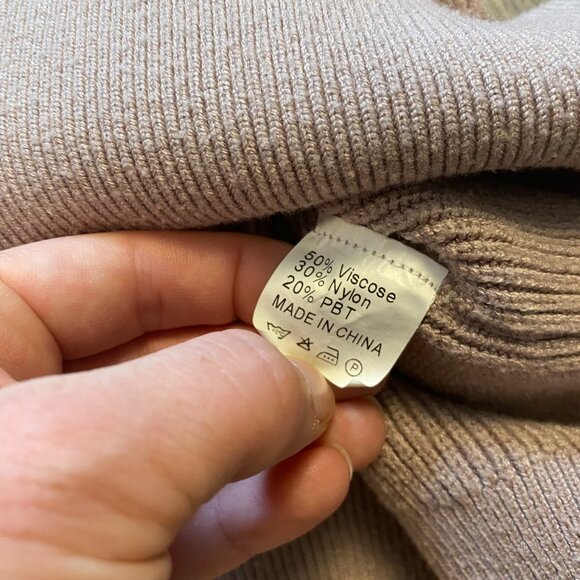 50% Viscose
30% Nylon
20% PBT
MADE IN CHINA
P